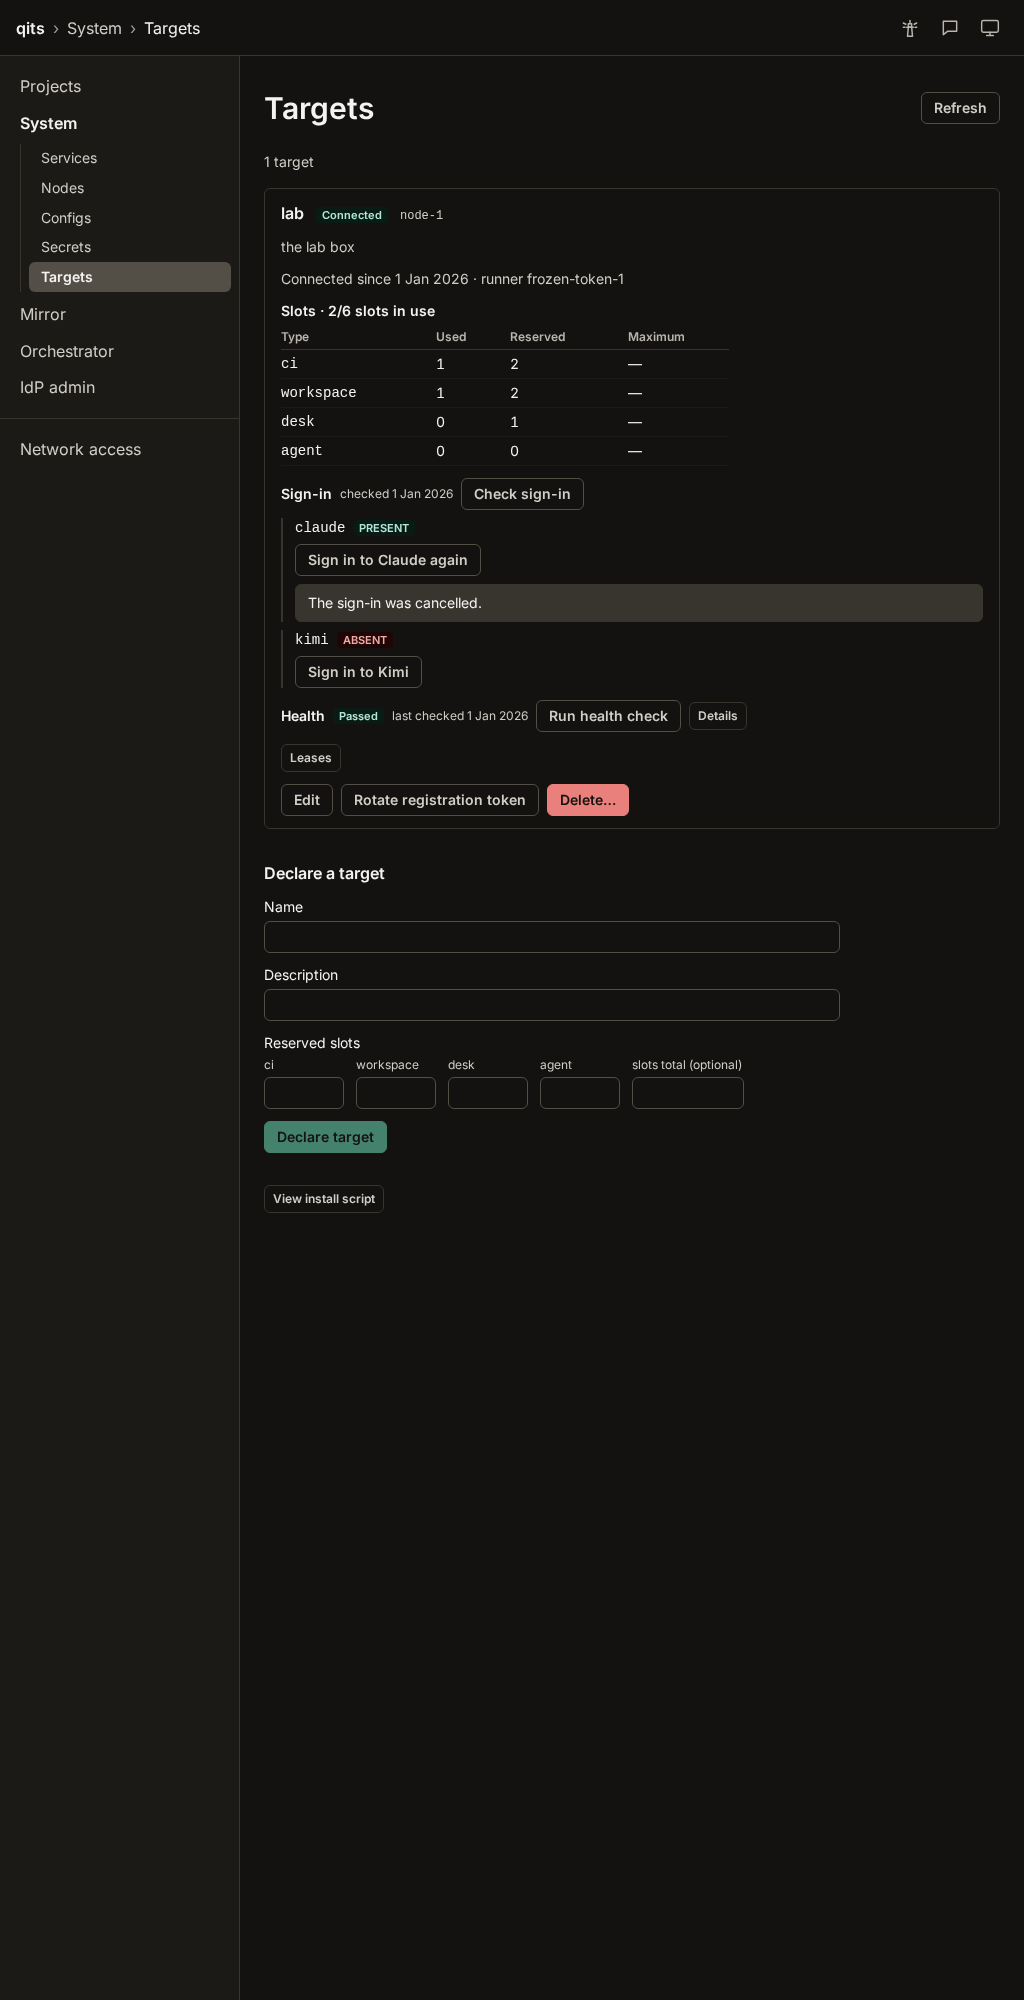 qits › System › Targets
Projects
System
Services
Nodes
Configs
Secrets
Targets
Mirror
Orchestrator
IdP admin
Network access
Targets
Refresh
1 target
lab Connected node-1
the lab box
Connected since 1 Jan 2026 · runner frozen-token-1
Slots · 2/6 slots in use
Type Used Reserved Maximum
ci 1 2 —
workspace 1 2 —
desk 0 1 —
agent 0 0 —
Sign-in checked 1 Jan 2026 Check sign-in
claude PRESENT
Sign in to Claude again
The sign-in was cancelled.
kimi ABSENT
Sign in to Kimi
Health Passed last checked 1 Jan 2026 Run health check Details
Leases
Edit Rotate registration token Delete…
Declare a target
Name
Description
Reserved slots
ci workspace desk agent slots total (optional)
Declare target
View install script